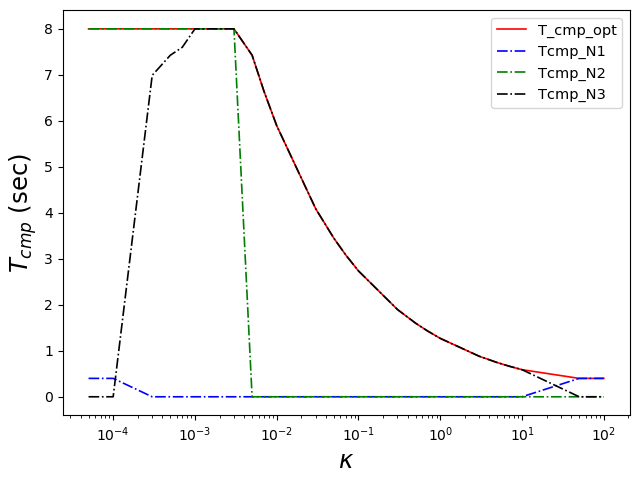 T_cmp_opt
Tcmp_N1
Tcmp_N2
Tcmp_N3
8
7
6
5
4
3
2
1
0
T_cmp (sec)
10^-4 10^-3 10^-2 10^-1 10^0 10^1 10^2
κ